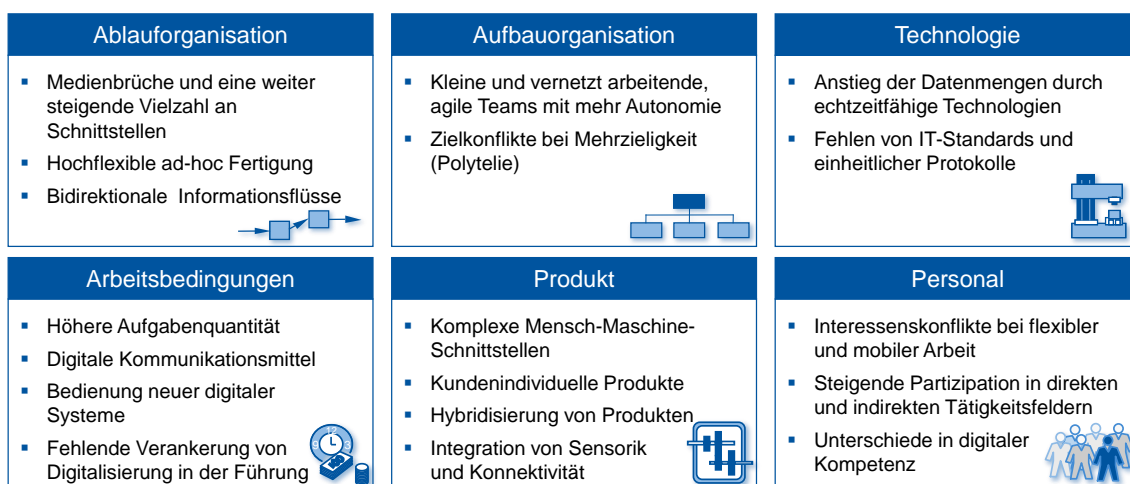 Ablauforganisation
Medienbrüche und eine weiter
steigende Vielzahl an
Schnittstellen
Hochflexible ad-hoc Fertigung
Bidirektionale Informationsflüsse
Aufbauorganisation
Kleine und vernetzt arbeitende,
agile Teams mit mehr Autonomie
Zielkonflikte bei Mehrzieligkeit
(Polytelie)
Technologie
Anstieg der Datenmengen durch
echtzeitfähige Technologien
Fehlen von IT-Standards und
einheitlicher Protokolle
Arbeitsbedingungen
Höhere Aufgabenquantität
Digitale Kommunikationsmittel
Bedienung neuer digitaler
Systeme
Fehlende Verankerung von
Digitalisierung in der Führung
Produkt
Komplexe Mensch-Maschine-
Schnittstellen
Kundenindividuelle Produkte
Hybridisierung von Produkten
Integration von Sensorik
und Konnektivität
Personal
Interessenskonflikte bei flexibler
und mobiler Arbeit
Steigende Partizipation in direkten
und indirekten Tätigkeitsfeldern
Unterschiede in digitaler
Kompetenz